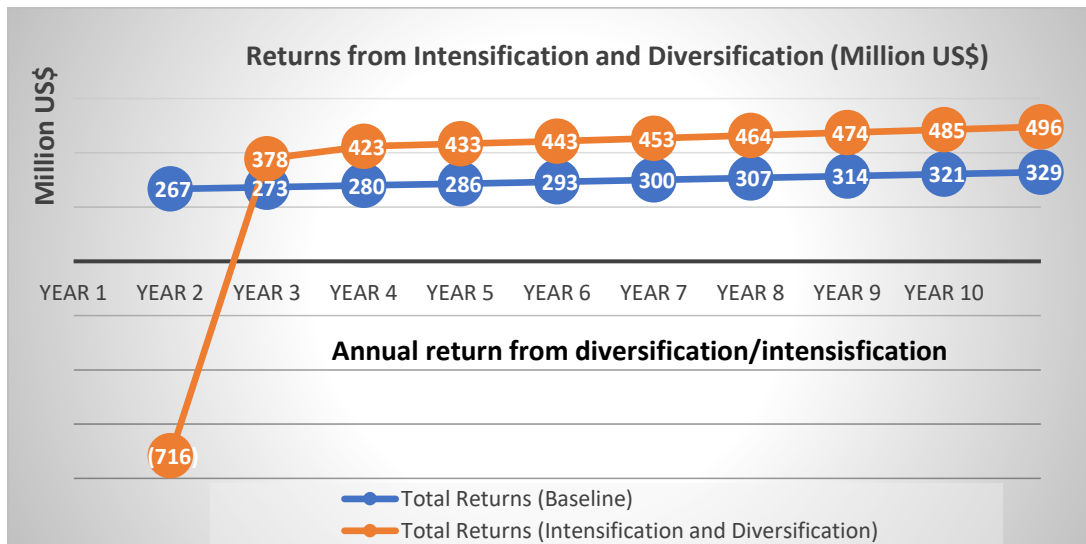 Returns from Intensification and Diversification (Million US$)
Million US$
378 423 433 443 453 464 474 485 496
267 273 280 286 293 300 307 314 321 329
YEAR 1 YEAR 2 YEAR 3 YEAR 4 YEAR 5 YEAR 6 YEAR 7 YEAR 8 YEAR 9 YEAR 10
Annual return from diversification/intensisfication
(716)
Total Returns (Baseline)
Total Returns (Intensification and Diversification)